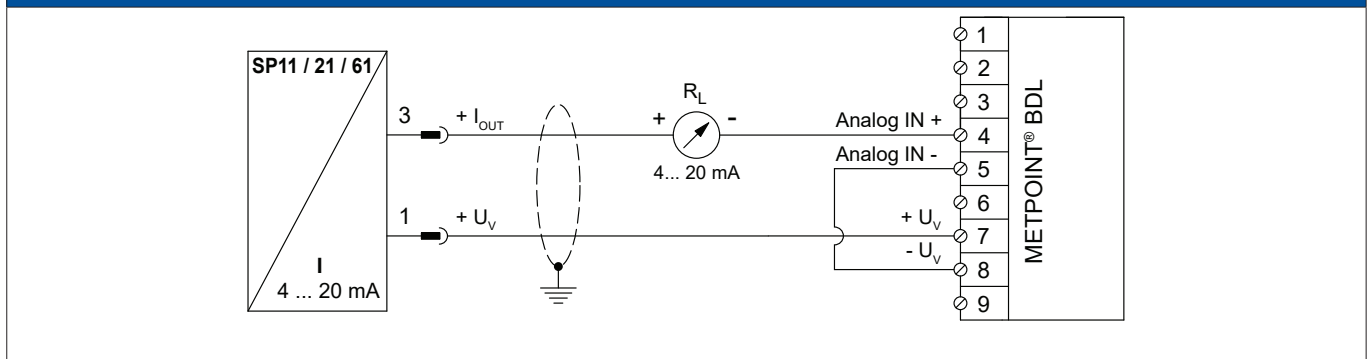 SP11 / 21 / 61
I
4 ... 20 mA
3
+ I_OUT
1
+ U_V
R_L
+
-
4... 20 mA
Analog IN +
Analog IN -
+ U_V
- U_V
1
2
3
4
5
6
7
8
9
METPOINT® BDL